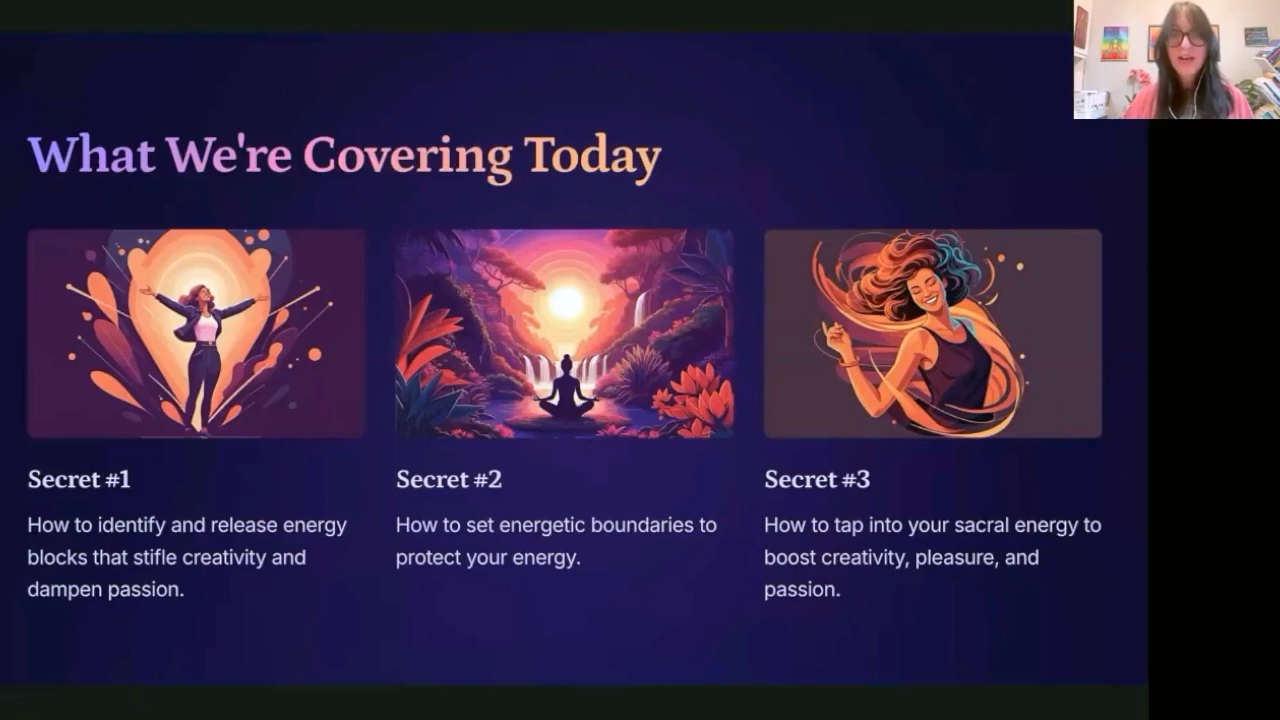 What We're Covering Today
Secret #1
How to identify and release energy
blocks that stifle creativity and
dampen passion.
Secret #2
How to set energetic boundaries to
protect your energy.
Secret #3
How to tap into your sacral energy to
boost creativity, pleasure, and
passion.